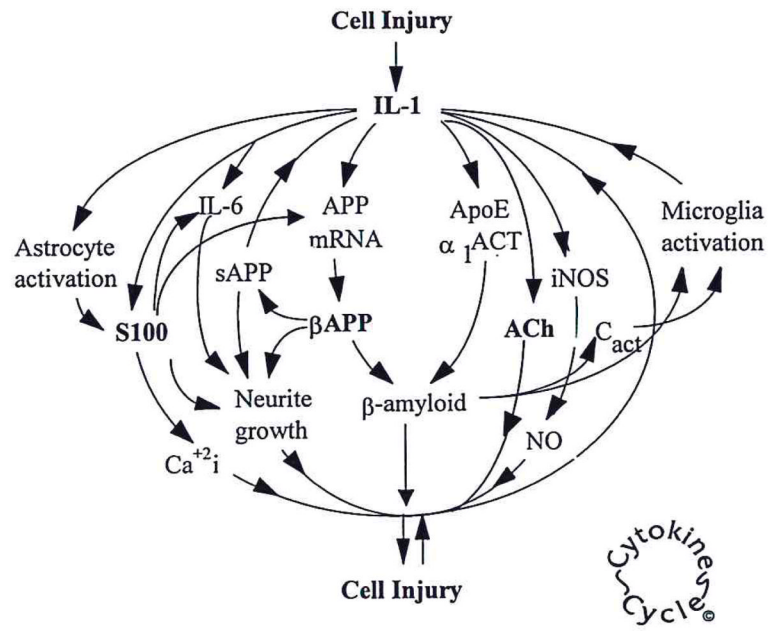 Cell Injury
IL-1
IL-6
APP
mRNA
ApoE
α 1ACT
Microglia
activation
Astrocyte
activation
sAPP
iNOS
S100
βAPP
ACh
Cact
Neurite
growth
β-amyloid
NO
Ca+2i
Cell Injury
Cytokine
Cycle©